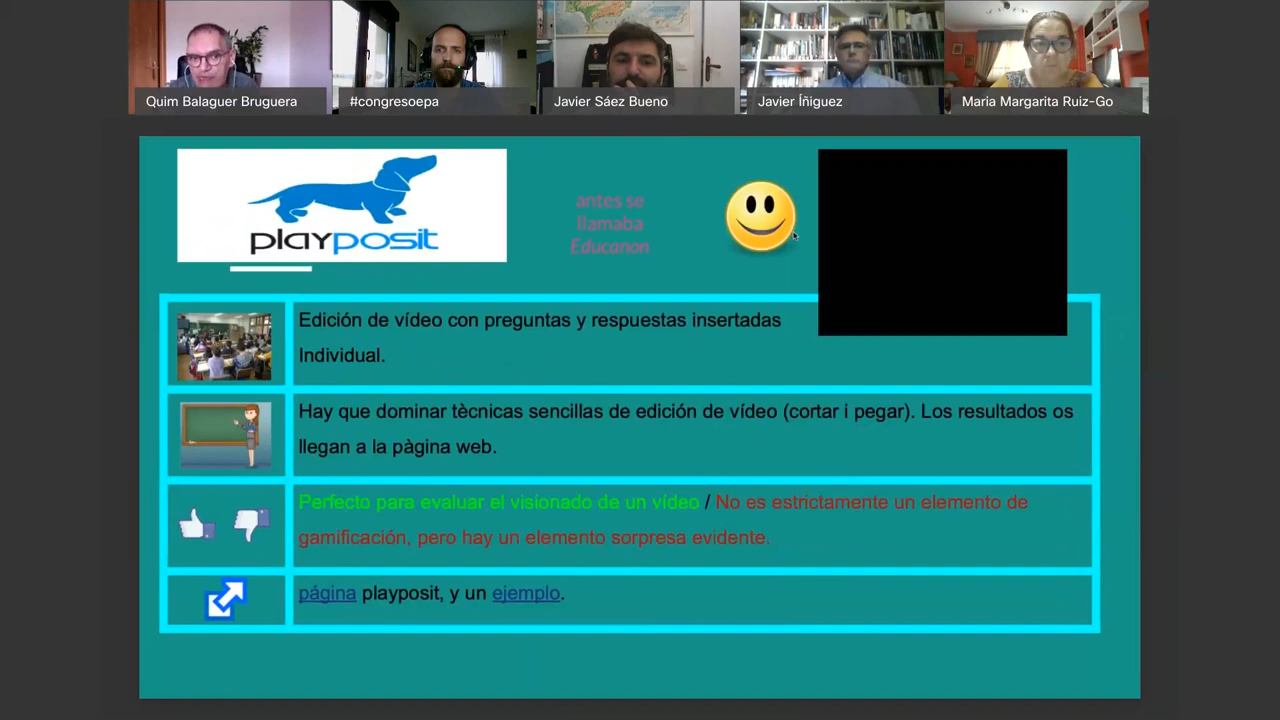 Quim Balaguer Bruguera
#congresoepa
Javier Sáez Bueno
Javier Íñiguez
Maria Margarita Ruiz-Go
playposit
antes se
llamaba
Educanon
Edición de vídeo con preguntas y respuestas insertadas
Individual.
Hay que dominar tècnicas sencillas de edición de vídeo (cortar i pegar). Los resultados os
llegan a la pàgina web.
Perfecto para evaluar el visionado de un vídeo / No es estrictamente un elemento de
gamificación, pero hay un elemento sorpresa evidente.
página playposit, y un ejemplo.